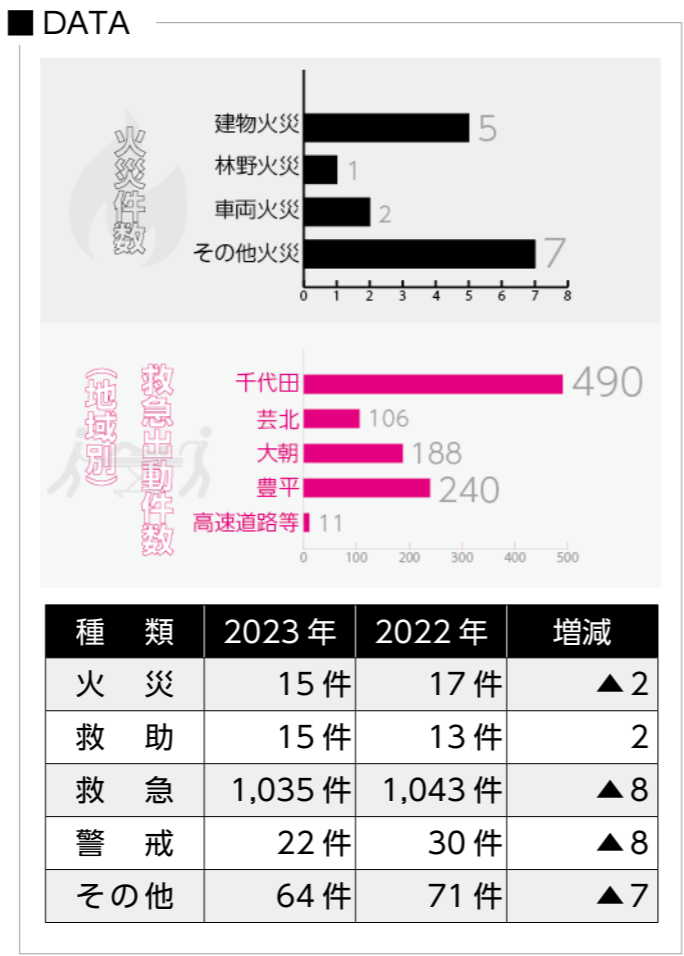 ■ DATA
火災件数
建物火災 5
林野火災 1
車両火災 2
その他火災 7
0 1 2 3 4 5 6 7 8
救急出動件数
(地域別)
千代田 490
芸北 106
大朝 188
豊平 240
高速道路等 11
0 100 200 300 400 500
種 類 2023年 2022年 増減
火 災 15件 17件 ▲2
救 助 15件 13件 2
救 急 1,035件 1,043件 ▲8
警 戒 22件 30件 ▲8
その他 64件 71件 ▲7